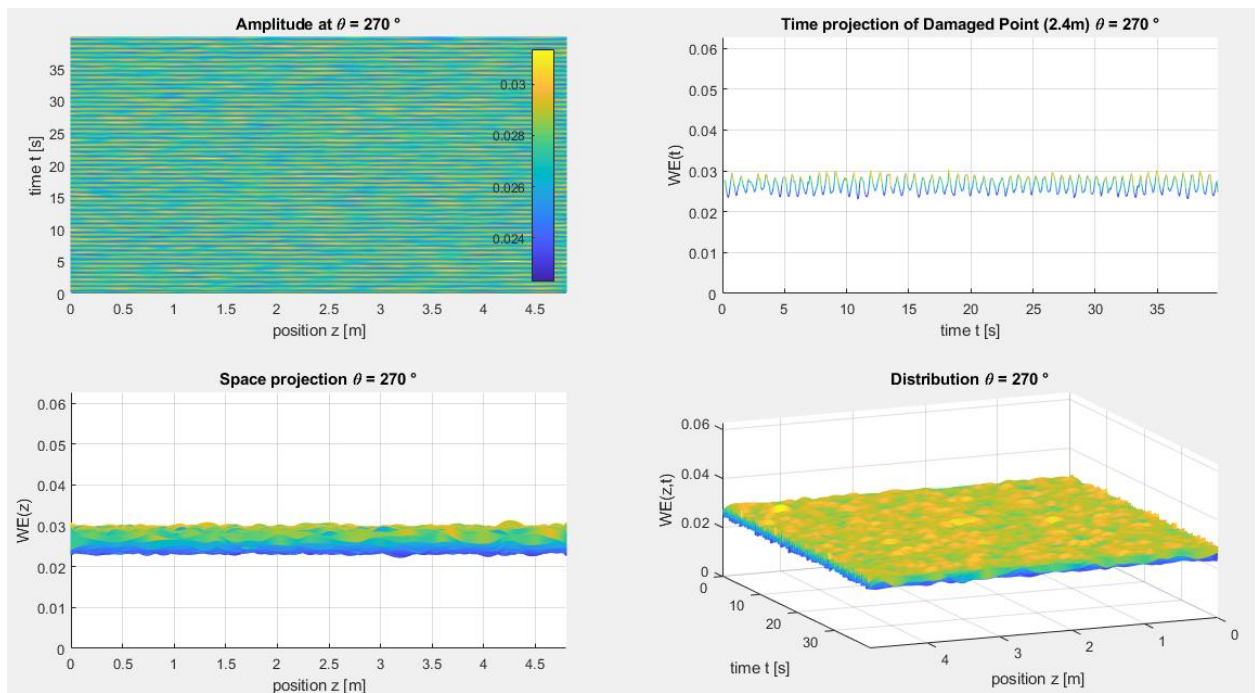 Amplitude at θ = 270 °
35
30
25
20
15
10
5
0
time t [s]
0 0.5 1 1.5 2 2.5 3 3.5 4 4.5
position z [m]
0.03
0.028
0.026
0.024
Time projection of Damaged Point (2.4m) θ = 270 °
0.06
0.05
0.04
0.03
0.02
0.01
0
WE(t)
0 5 10 15 20 25 30 35
time t [s]
Space projection θ = 270 °
0.06
0.05
0.04
0.03
0.02
0.01
0
WE(z)
0 0.5 1 1.5 2 2.5 3 3.5 4 4.5
position z [m]
Distribution θ = 270 °
0.06
0.04
0.02
0
WE(z,t)
0
10
20
30
time t [s]
4 3 2 1 0
position z [m]